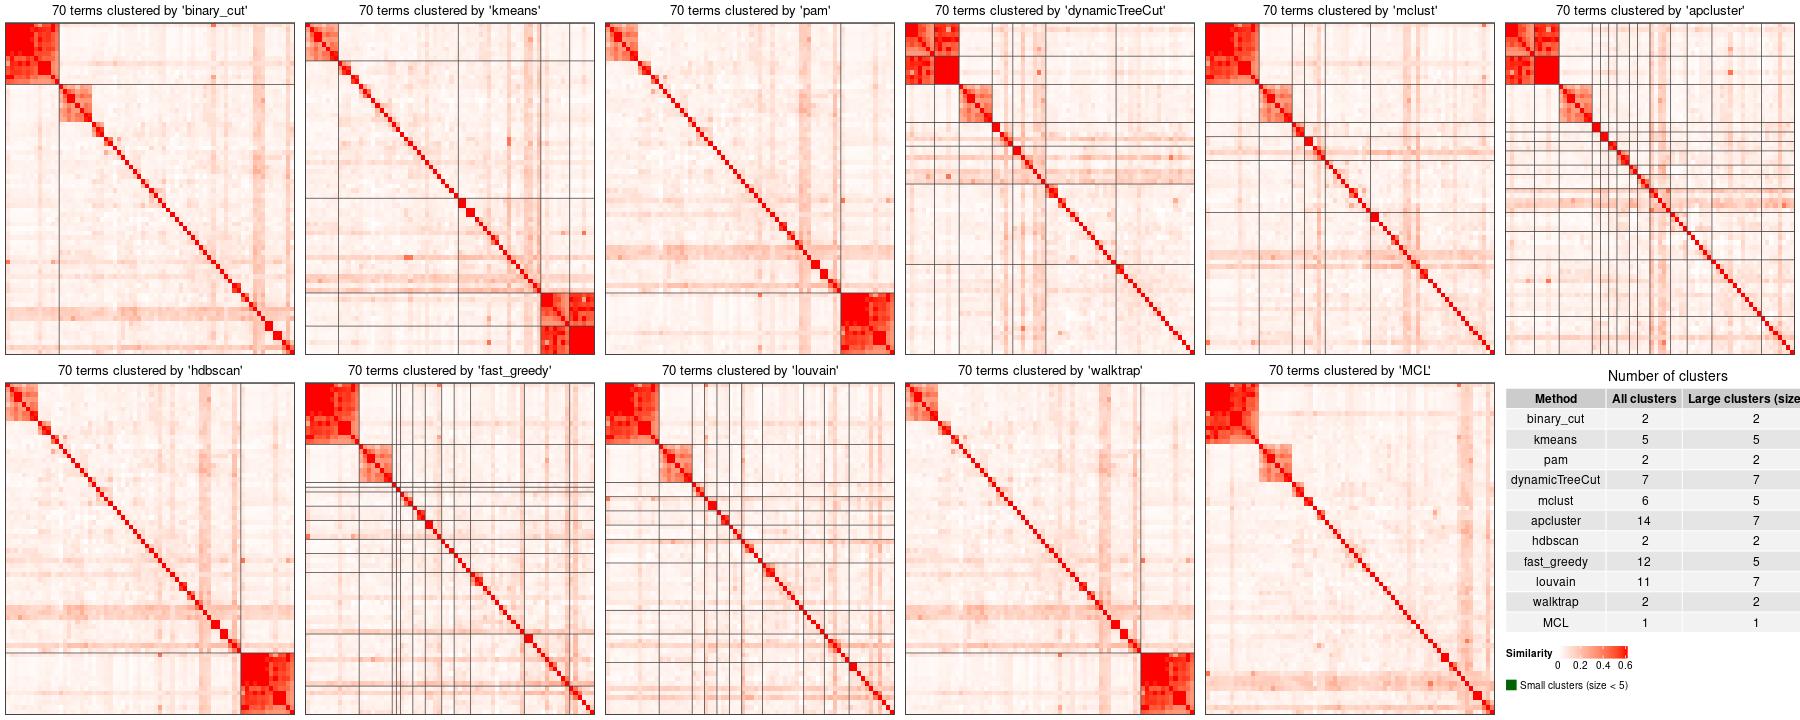 70 terms clustered by 'binary_cut'
70 terms clustered by 'kmeans'
70 terms clustered by 'pam'
70 terms clustered by 'dynamicTreeCut'
70 terms clustered by 'mclust'
70 terms clustered by 'apcluster'
70 terms clustered by 'hdbscan'
70 terms clustered by 'fast_greedy'
70 terms clustered by 'louvain'
70 terms clustered by 'walktrap'
70 terms clustered by 'MCL'
Number of clusters
Method All clusters Large clusters (size
binary_cut 2 2
kmeans 5 5
pam 2 2
dynamicTreeCut 7 7
mclust 6 5
apcluster 14 7
hdbscan 2 2
fast_greedy 12 5
louvain 11 7
walktrap 2 2
MCL 1 1
Similarity
0 0.2 0.4 0.6
Small clusters (size < 5)